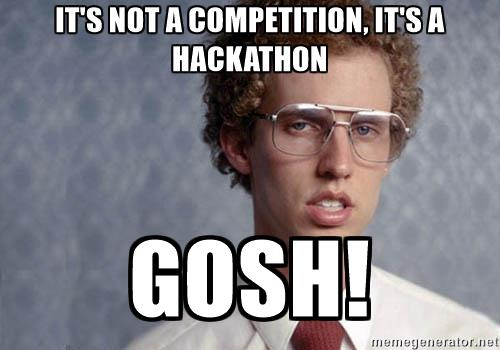 IT'S NOT A COMPETITION, IT'S A
HACKATHON
GOSH!
memegenerator.net